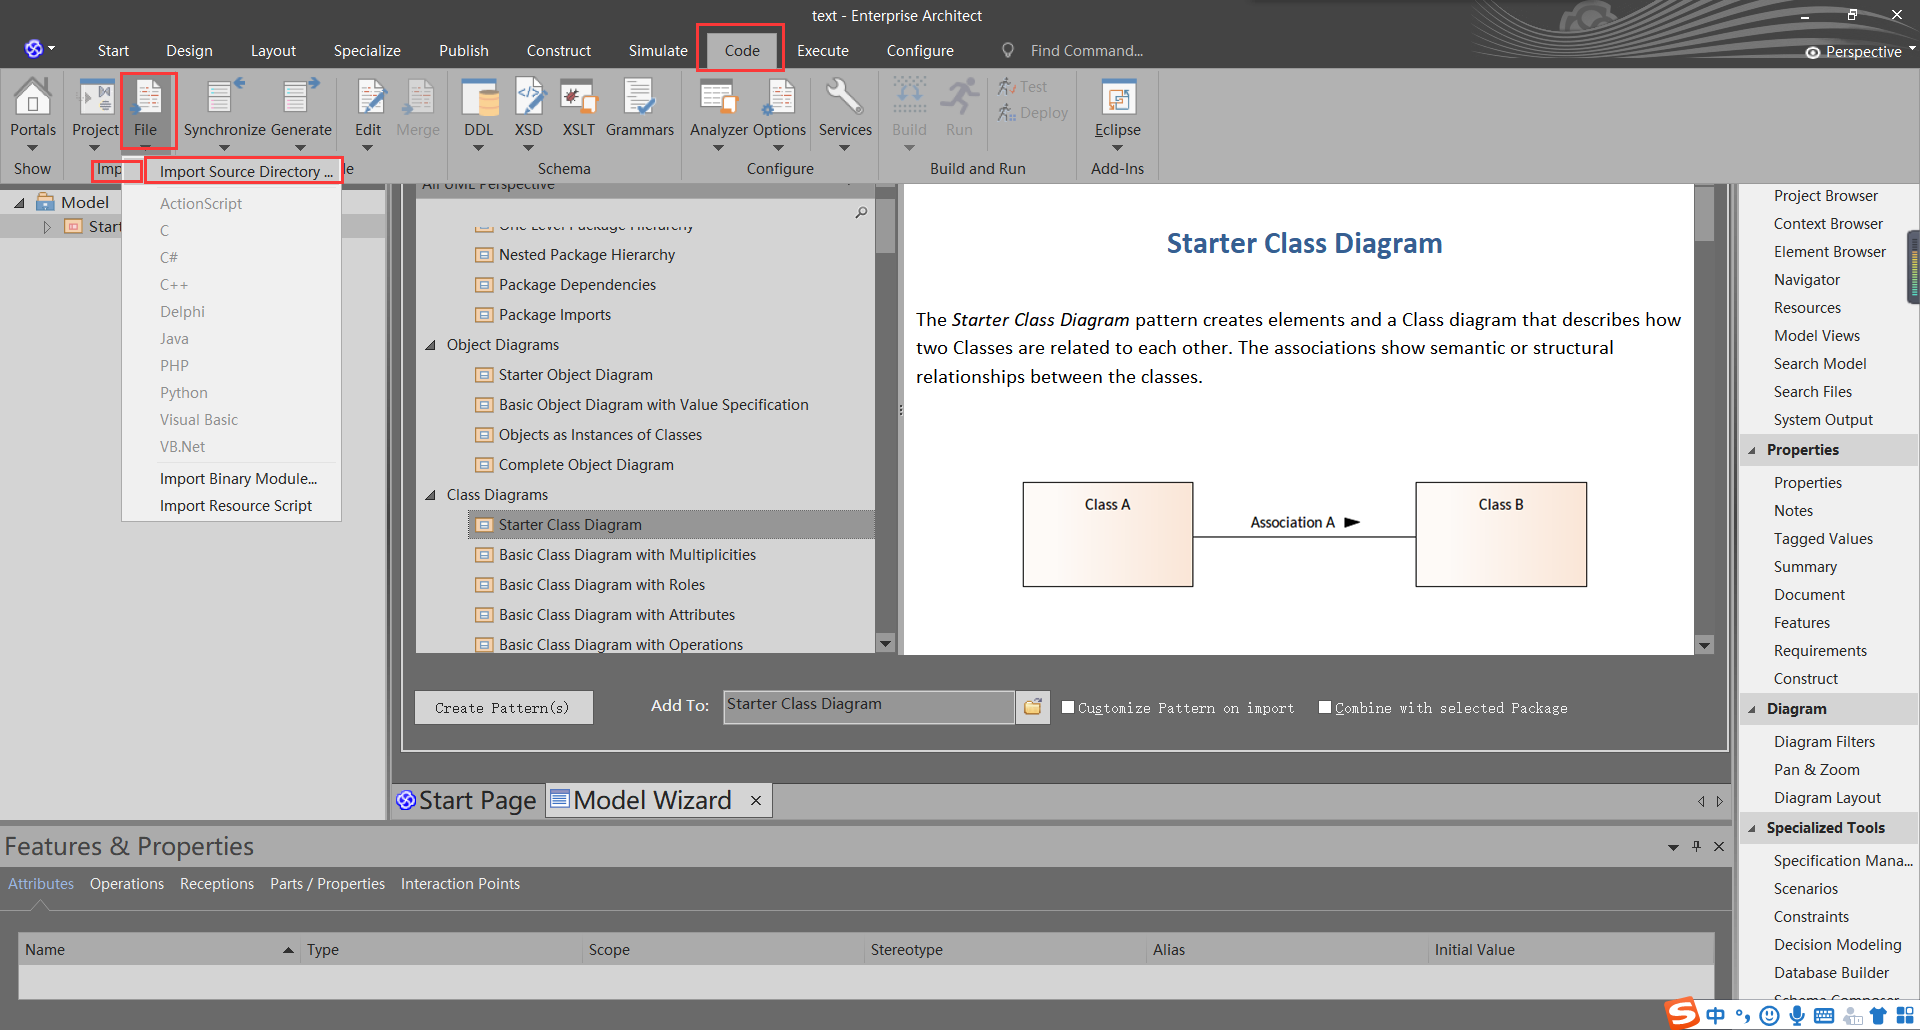 text - Enterprise Architect
Start Design Layout Specialize Publish Construct Simulate Code Execute Configure Find Command... Perspective
Portals Project File Synchronize Generate Edit Merge DDL XSD XSLT Grammars Analyzer Options Services Build Run Test Deploy Eclipse
Show Imp Schema Configure Build and Run Add-Ins
Model
Start
Import Source Directory ...
ActionScript
C
C#
C++
Delphi
Java
PHP
Python
Visual Basic
VB.Net
Import Binary Module...
Import Resource Script
All UML Perspective
One Level Package Hierarchy
Nested Package Hierarchy
Package Dependencies
Package Imports
Object Diagrams
Starter Object Diagram
Basic Object Diagram with Value Specification
Objects as Instances of Classes
Complete Object Diagram
Class Diagrams
Starter Class Diagram
Basic Class Diagram with Multiplicities
Basic Class Diagram with Roles
Basic Class Diagram with Attributes
Basic Class Diagram with Operations
Starter Class Diagram
The Starter Class Diagram pattern creates elements and a Class diagram that describes how
two Classes are related to each other. The associations show semantic or structural
relationships between the classes.
Class A
Association A
Class B
Create Pattern(s) Add To: Starter Class Diagram Customize Pattern on import Combine with selected Package
Start Page Model Wizard
Project Browser
Context Browser
Element Browser
Navigator
Resources
Model Views
Search Model
Search Files
System Output
Properties
Properties
Notes
Tagged Values
Summary
Document
Features
Requirements
Construct
Diagram
Diagram Filters
Pan & Zoom
Diagram Layout
Specialized Tools
Specification Mana...
Scenarios
Constraints
Decision Modeling
Database Builder
Schema Composer
Features & Properties
Attributes Operations Receptions Parts / Properties Interaction Points
Name Type Scope Stereotype Alias Initial Value
S 中